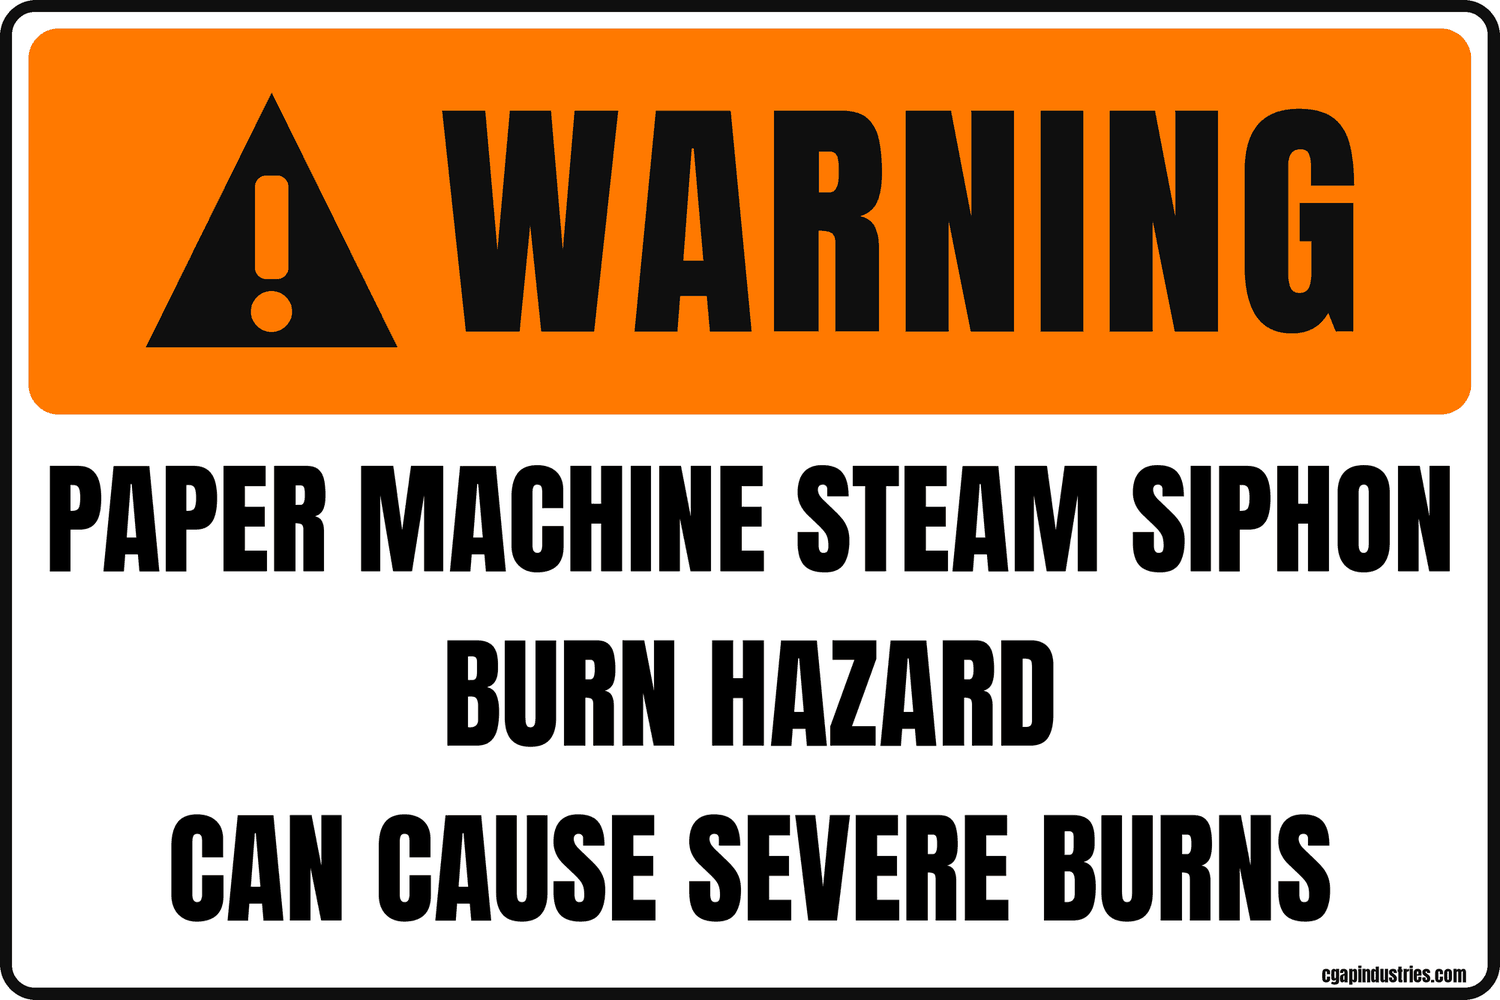 WARNING
PAPER MACHINE STEAM SIPHON
BURN HAZARD
CAN CAUSE SEVERE BURNS
cgapindustries.com